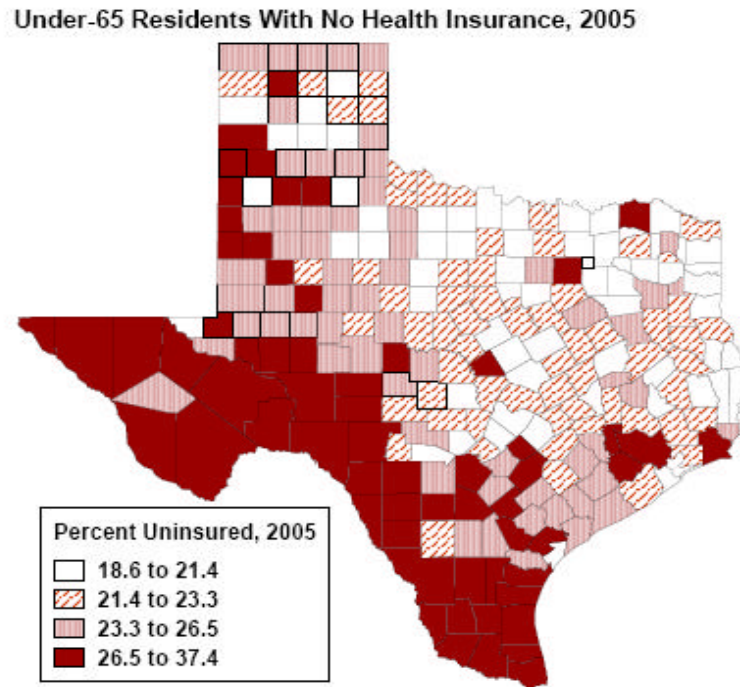 Under-65 Residents With No Health Insurance, 2005
Percent Uninsured, 2005
18.6 to 21.4
21.4 to 23.3
23.3 to 26.5
26.5 to 37.4